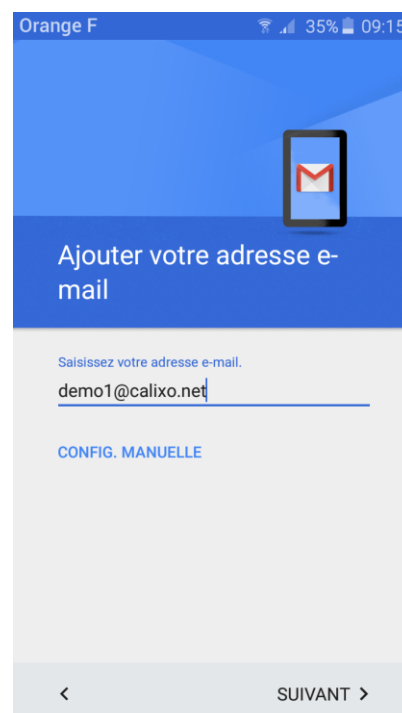 Orange F 35% 09:15
Ajouter votre adresse e-
mail
Saisissez votre adresse e-mail.
demo1@calixo.net
CONFIG. MANUELLE
SUIVANT